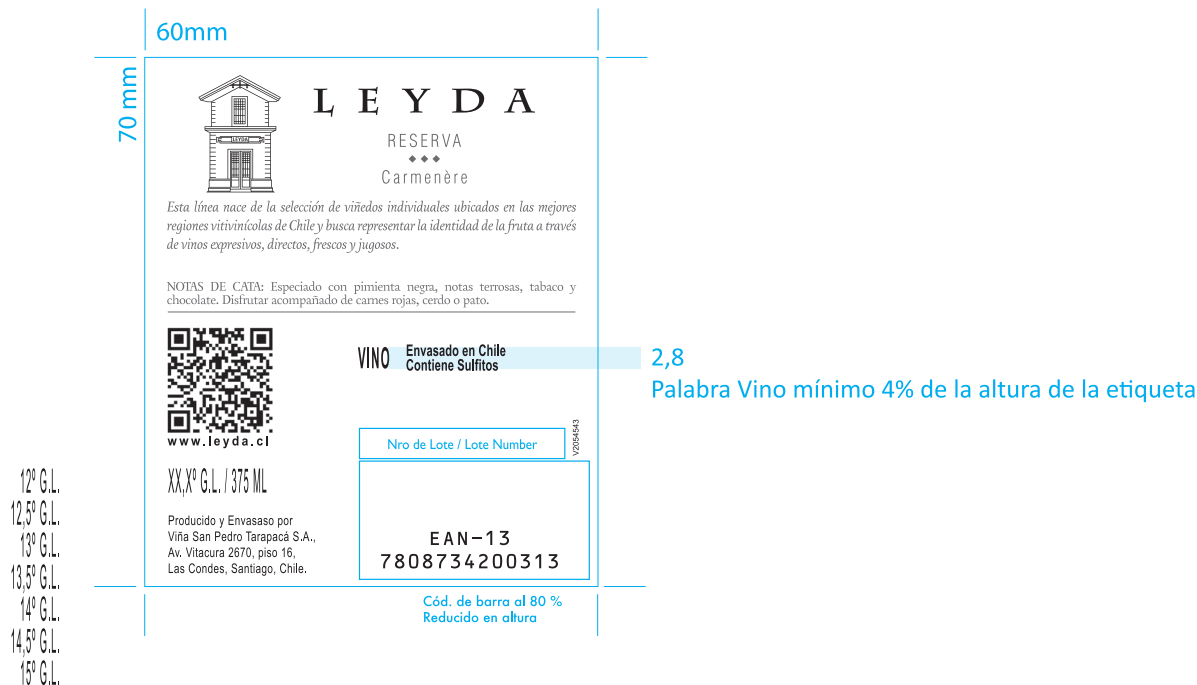 60mm
70 mm
LEYDA
LEYDA
RESERVA
Carmenère
Esta línea nace de la selección de viñedos individuales ubicados en las mejores
regiones vitivinícolas de Chile y busca representar la identidad de la fruta a través
de vinos expresivos, directos, frescos y jugosos.
NOTAS DE CATA: Especiado con pimienta negra, notas terrosas, tabaco y
chocolate. Disfrutar acompañado de carnes rojas, cerdo o pato.
VINO
Envasado en Chile
Contiene Sulfitos
2,8
Palabra Vino mínimo 4% de la altura de la etiqueta
www.leyda.cl
Nro de Lote / Lote Number
V2054543
XX,Xº G.L. / 375 ML
Producido y Envasaso por
Viña San Pedro Tarapacá S.A.,
Av. Vitacura 2670, piso 16,
Las Condes, Santiago, Chile.
EAN-13
7808734200313
Cód. de barra al 80 %
Reducido en altura
12º G.L.
12,5º G.L.
13º G.L.
13,5º G.L.
14º G.L.
14,5º G.L.
15º G.L.